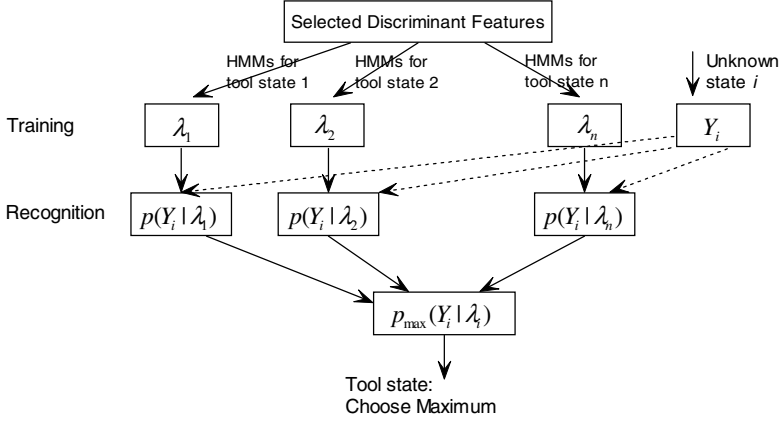 Selected Discriminant Features
HMMs for
tool state 1
HMMs for
tool state 2
HMMs for
tool state n
Unknown
state i
Training
λ₁
λ₂
λₙ
Yᵢ
Recognition
p(Yᵢ | λ₁)
p(Yᵢ | λ₂)
p(Yᵢ | λₙ)
p_max(Yᵢ | λᵢ)
Tool state:
Choose Maximum